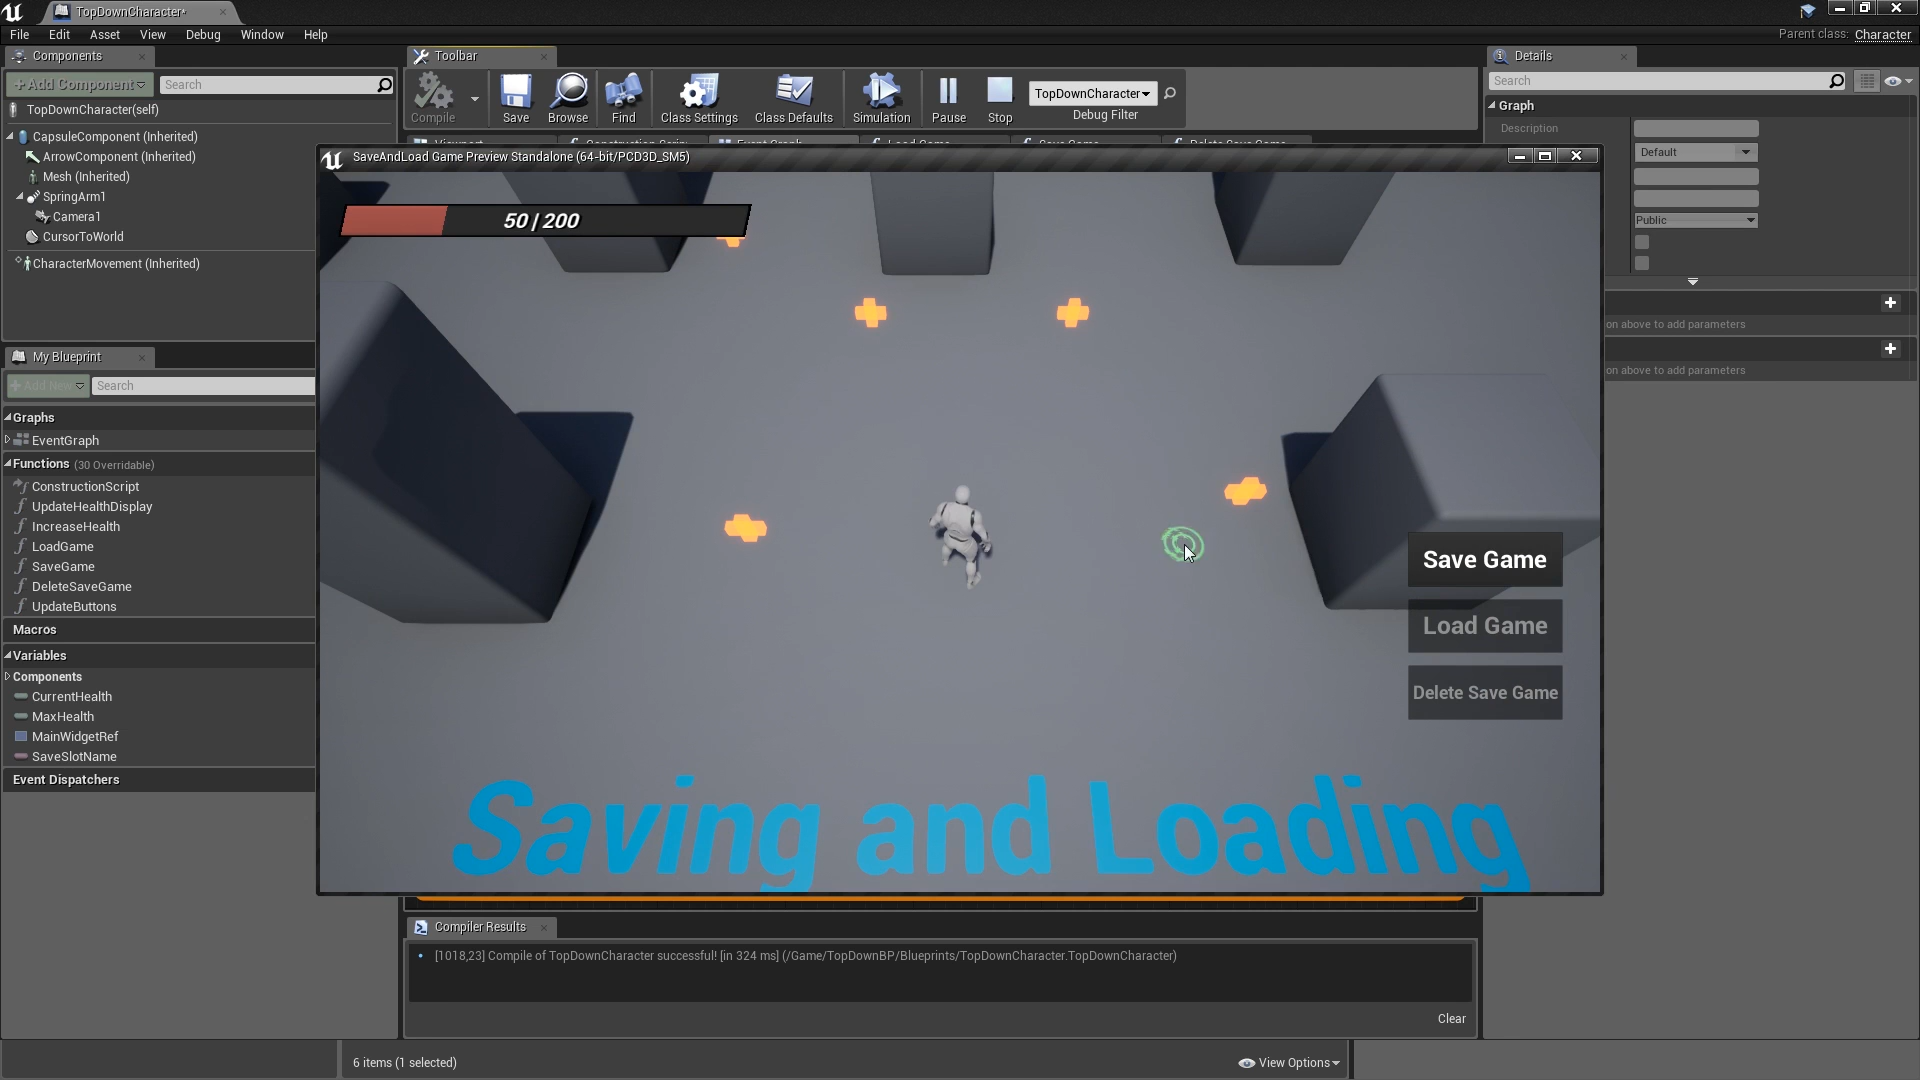 TopDownCharacter*
File Edit Asset View Debug Window Help
Parent class: Character
Components
Toolbar
Details
+Add Component
Search
Search
TopDownCharacter(self)
Compile
Save
Browse
Find
Class Settings
Class Defaults
Simulation
Pause
Stop
TopDownCharacter
Debug Filter
Graph
Description
Default
Public
CapsuleComponent (Inherited)
ArrowComponent (Inherited)
Mesh (Inherited)
SpringArm1
Camera1
CursorToWorld
CharacterMovement (Inherited)
SaveAndLoad Game Preview Standalone (64-bit/PCD3D_SM5)
50 | 200
on above to add parameters
on above to add parameters
My Blueprint
+ Add New
Search
Graphs
EventGraph
Functions (30 Overridable)
ConstructionScript
UpdateHealthDisplay
IncreaseHealth
LoadGame
SaveGame
DeleteSaveGame
UpdateButtons
Macros
Variables
Components
CurrentHealth
MaxHealth
MainWidgetRef
SaveSlotName
Event Dispatchers
Save Game
Load Game
Delete Save Game
Saving and Loading
Compiler Results
[1018,23] Compile of TopDownCharacter successful! [in 324 ms] (/Game/TopDownBP/Blueprints/TopDownCharacter.TopDownCharacter)
Clear
6 items (1 selected)
View Options